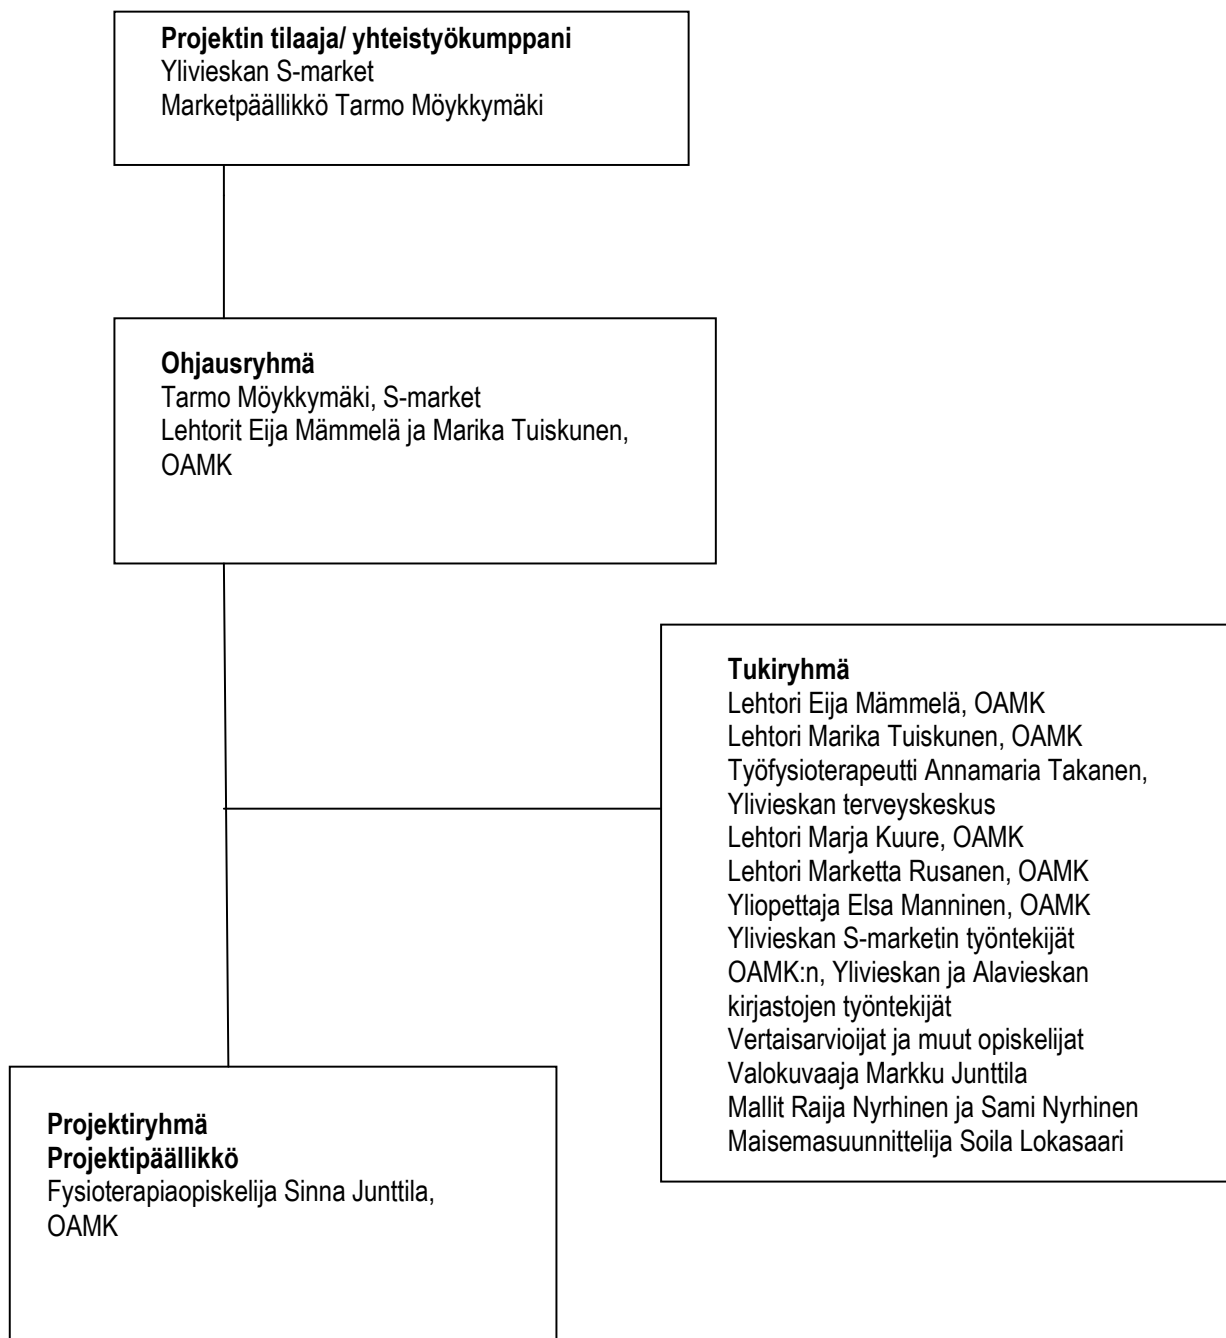 Projektin tilaaja/ yhteistyökumppani
Ylivieskan S-market
Marketpäällikkö Tarmo Möykkymäki
Ohjausryhmä
Tarmo Möykkymäki, S-market
Lehtorit Eija Mämmelä ja Marika Tuiskunen,
OAMK
Tukiryhmä
Lehtori Eija Mämmelä, OAMK
Lehtori Marika Tuiskunen, OAMK
Työfysioterapeutti Annamaria Takanen,
Ylivieskan terveyskeskus
Lehtori Marja Kuure, OAMK
Lehtori Marketta Rusanen, OAMK
Yliopettaja Elsa Manninen, OAMK
Ylivieskan S-marketin työntekijät
OAMK:n, Ylivieskan ja Alavieskan
kirjastojen työntekijät
Vertaisarvioijat ja muut opiskelijat
Valokuvaaja Markku Junttila
Mallit Raija Nyrhinen ja Sami Nyrhinen
Maisemasuunnittelija Soila Lokasaari
Projektiryhmä
Projektipäällikkö
Fysioterapiaopiskelija Sinna Junttila,
OAMK